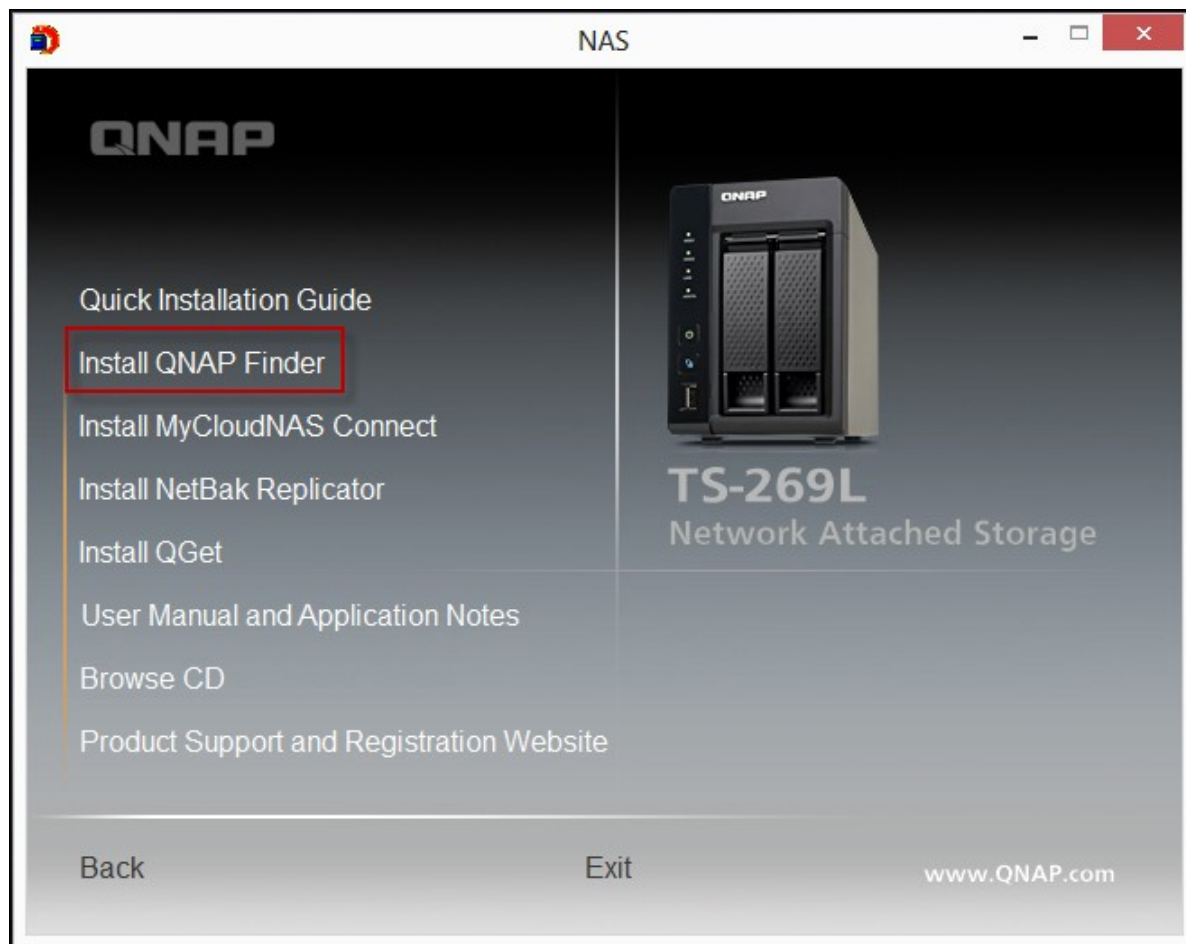 NAS
QNAP
QNAP
Quick Installation Guide
Install QNAP Finder
Install MyCloudNAS Connect
Install NetBak Replicator
Install QGet
User Manual and Application Notes
Browse CD
Product Support and Registration Website
TS-269L
Network Attached Storage
Back
Exit
www.QNAP.com